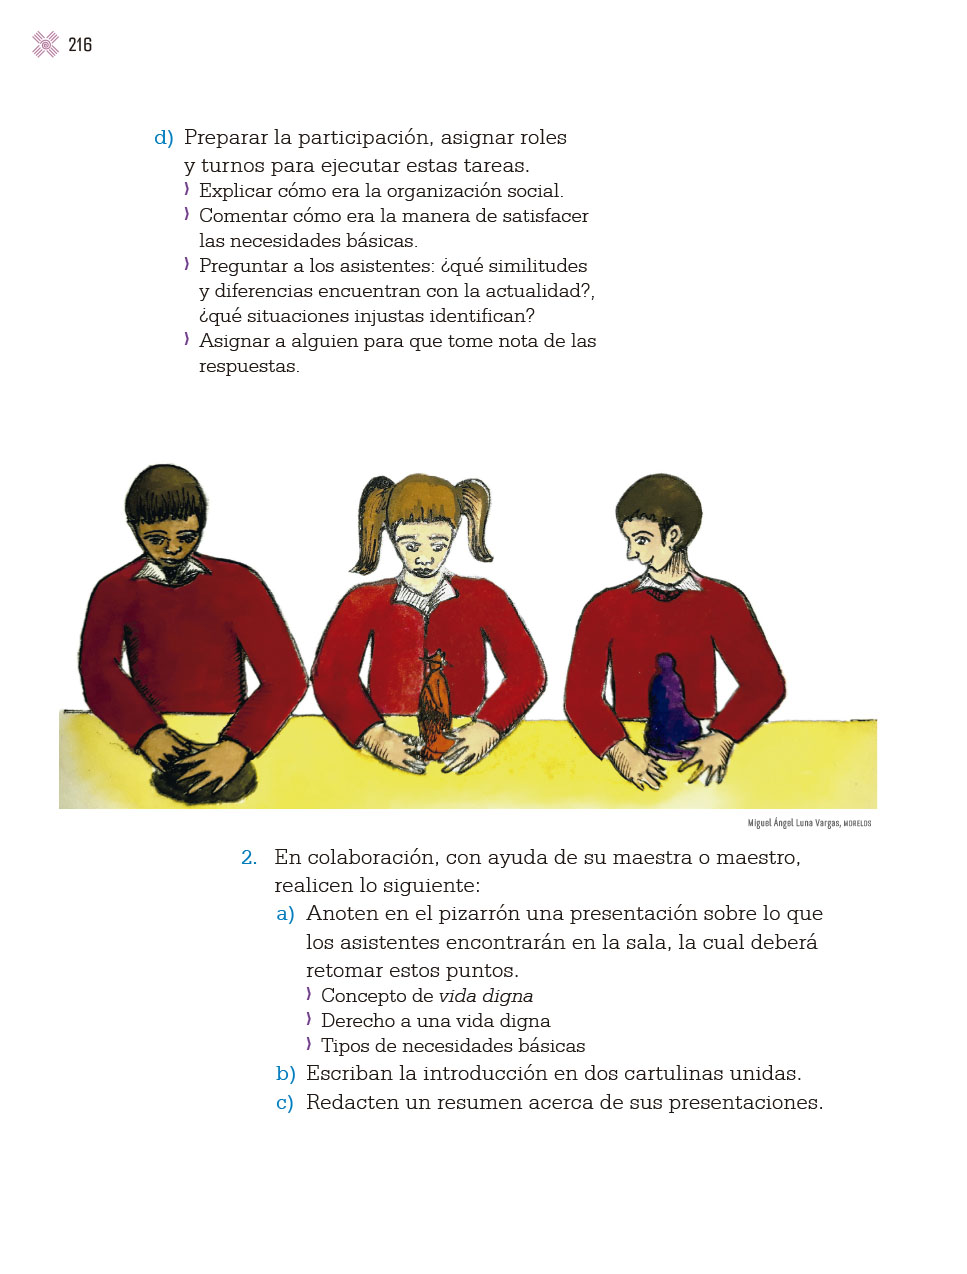 216
d) Preparar la participación, asignar roles
y turnos para ejecutar estas tareas.
⟩ Explicar cómo era la organización social.
⟩ Comentar cómo era la manera de satisfacer
las necesidades básicas.
⟩ Preguntar a los asistentes: ¿qué similitudes
y diferencias encuentran con la actualidad?,
¿qué situaciones injustas identifican?
⟩ Asignar a alguien para que tome nota de las
respuestas.
Miguel Ángel Luna Vargas, MORELOS
2. En colaboración, con ayuda de su maestra o maestro,
realicen lo siguiente:
a) Anoten en el pizarrón una presentación sobre lo que
los asistentes encontrarán en la sala, la cual deberá
retomar estos puntos.
⟩ Concepto de vida digna
⟩ Derecho a una vida digna
⟩ Tipos de necesidades básicas
b) Escriban la introducción en dos cartulinas unidas.
c) Redacten un resumen acerca de sus presentaciones.